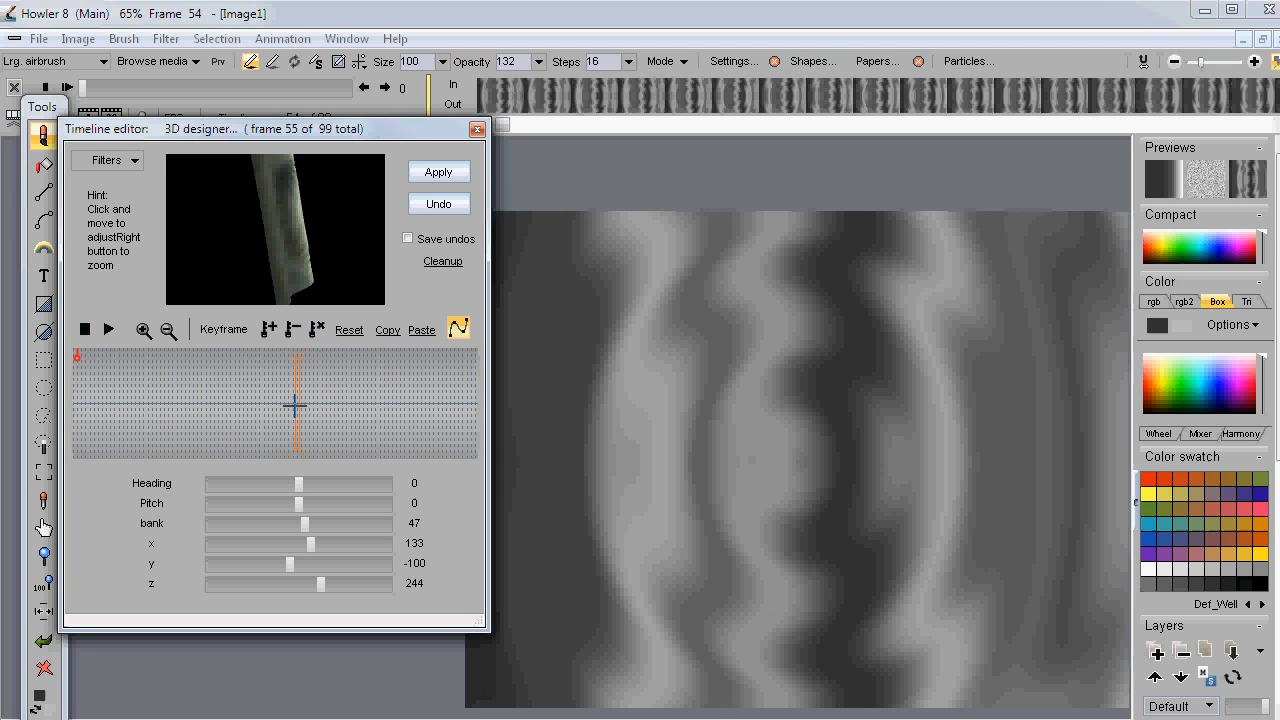 Howler 8 (Main) 65% Frame 54 - [Image1]
File Image Brush Filter Selection Animation Window Help
Lrg. airbrush Browse media Prv Size 100 Opacity 132 Step 16 Mode Settings... Shapes... Papers... Particles...
0 In
Out
Tools
Timeline editor: 3D designer... ( frame 55 of 99 total)
Filters
Hint:
Click and
move to
adjustRight
button to
zoom
Apply
Undo
Save undos
Cleanup
Keyframe Reset Copy Paste
Heading 0
Pitch 0
bank 47
x 133
y -100
z 244
T
100
Previews
Compact
Color
rgb rgb2 Box Tri
Options
Wheel Mixer Harmony
Color swatch
Def_Well
Layers
M
S
Default